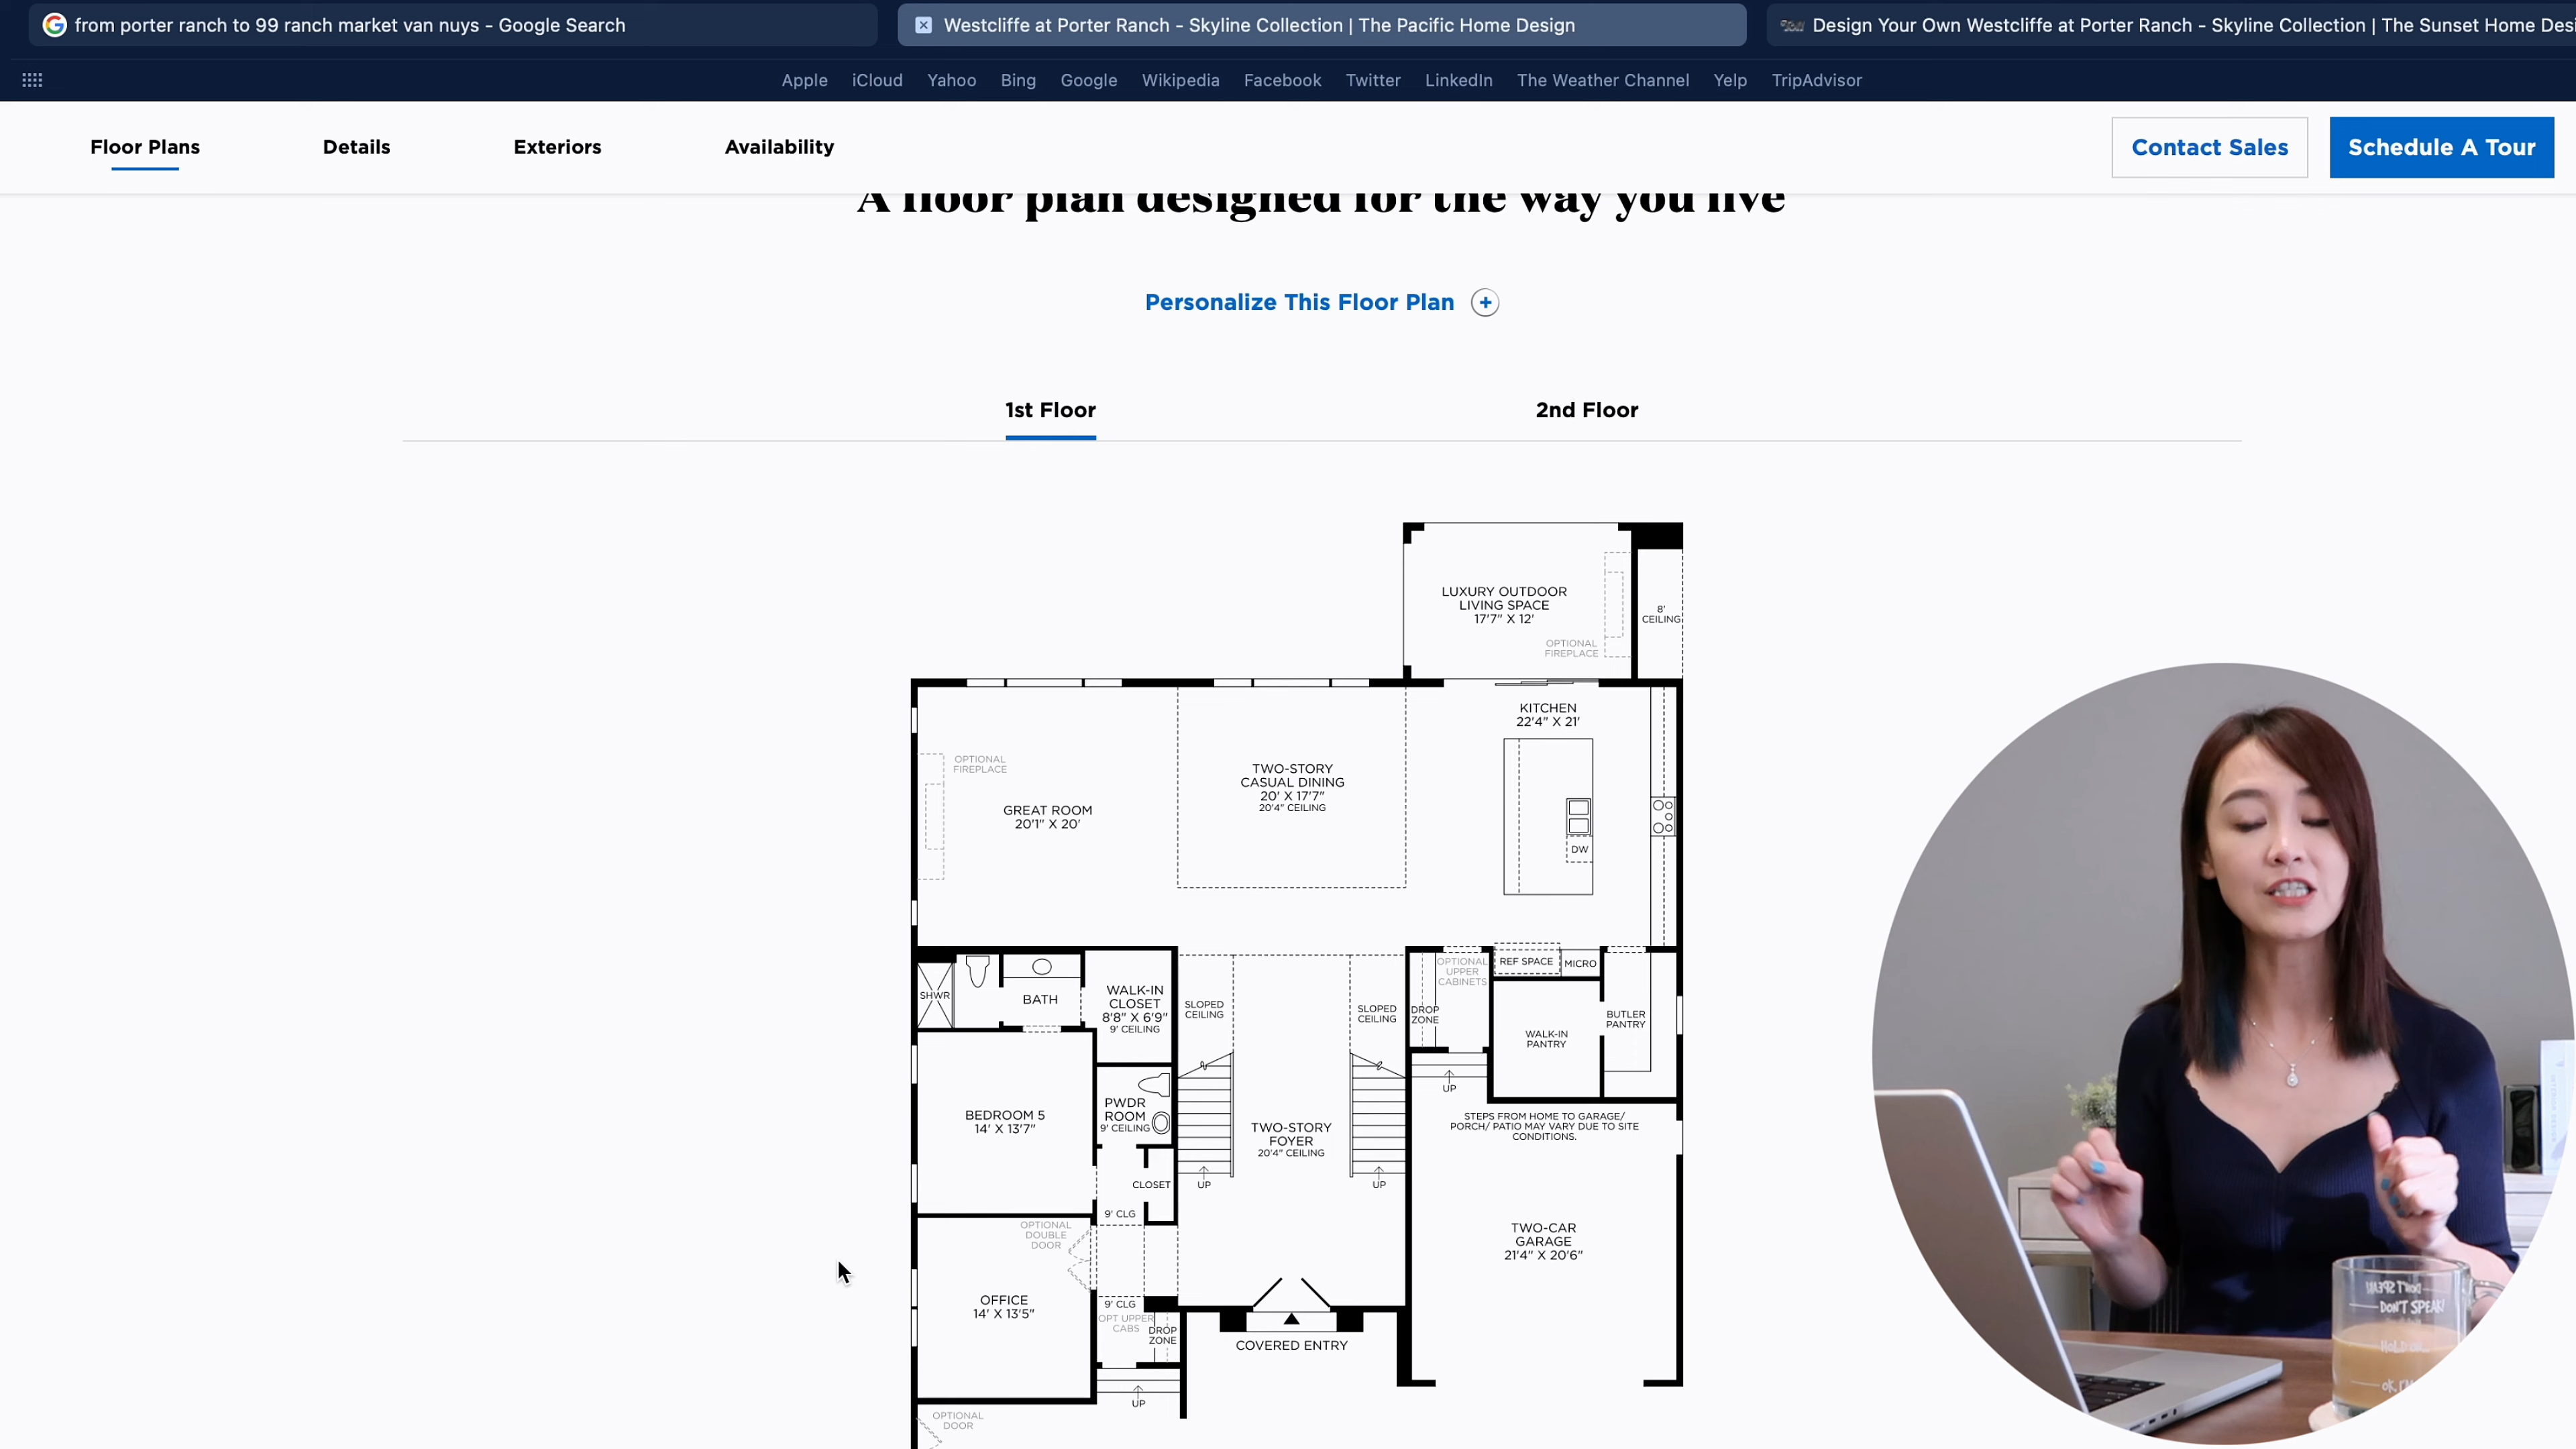 from porter ranch to 99 ranch market van nuys - Google Search
Westcliffe at Porter Ranch - Skyline Collection | The Pacific Home Design
Design Your Own Westcliffe at Porter Ranch - Skyline Collection | The Sunset Home Desi
Apple iCloud Yahoo Bing Google Wikipedia Facebook Twitter LinkedIn The Weather Channel Yelp TripAdvisor
Floor Plans
Details
Exteriors
Availability
Contact Sales
Schedule A Tour
A floor plan designed for the way you live
Personalize This Floor Plan +
1st Floor
2nd Floor
LUXURY OUTDOOR
LIVING SPACE
17'7" X 12'
OPTIONAL
FIREPLACE
8'
CEILING
KITCHEN
22'4" X 21'
DW
OPTIONAL
FIREPLACE
GREAT ROOM
20'1" X 20'
TWO-STORY
CASUAL DINING
20' X 17'7"
20'4" CEILING
SHWR
BATH
WALK-IN
CLOSET
8'8" X 6'9"
9' CEILING
SLOPED
CEILING
SLOPED
CEILING
OPTIONAL
UPPER
CABINETS
DROP
ZONE
REF SPACE
MICRO
WALK-IN
PANTRY
BUTLER
PANTRY
UP
BEDROOM 5
14' X 13'7"
PWDR
ROOM
9' CEILING
CLOSET
9' CLG
UP
TWO-STORY
FOYER
20'4" CEILING
UP
STEPS FROM HOME TO GARAGE/
PORCH/ PATIO MAY VARY DUE TO SITE
CONDITIONS.
TWO-CAR
GARAGE
21'4" X 20'6"
OPTIONAL
DOUBLE
DOOR
OFFICE
14' X 13'5"
9' CLG
OPT UPPER
CABS
DROP
ZONE
COVERED ENTRY
UP
OPTIONAL
DOOR
DON'T SPEAK!